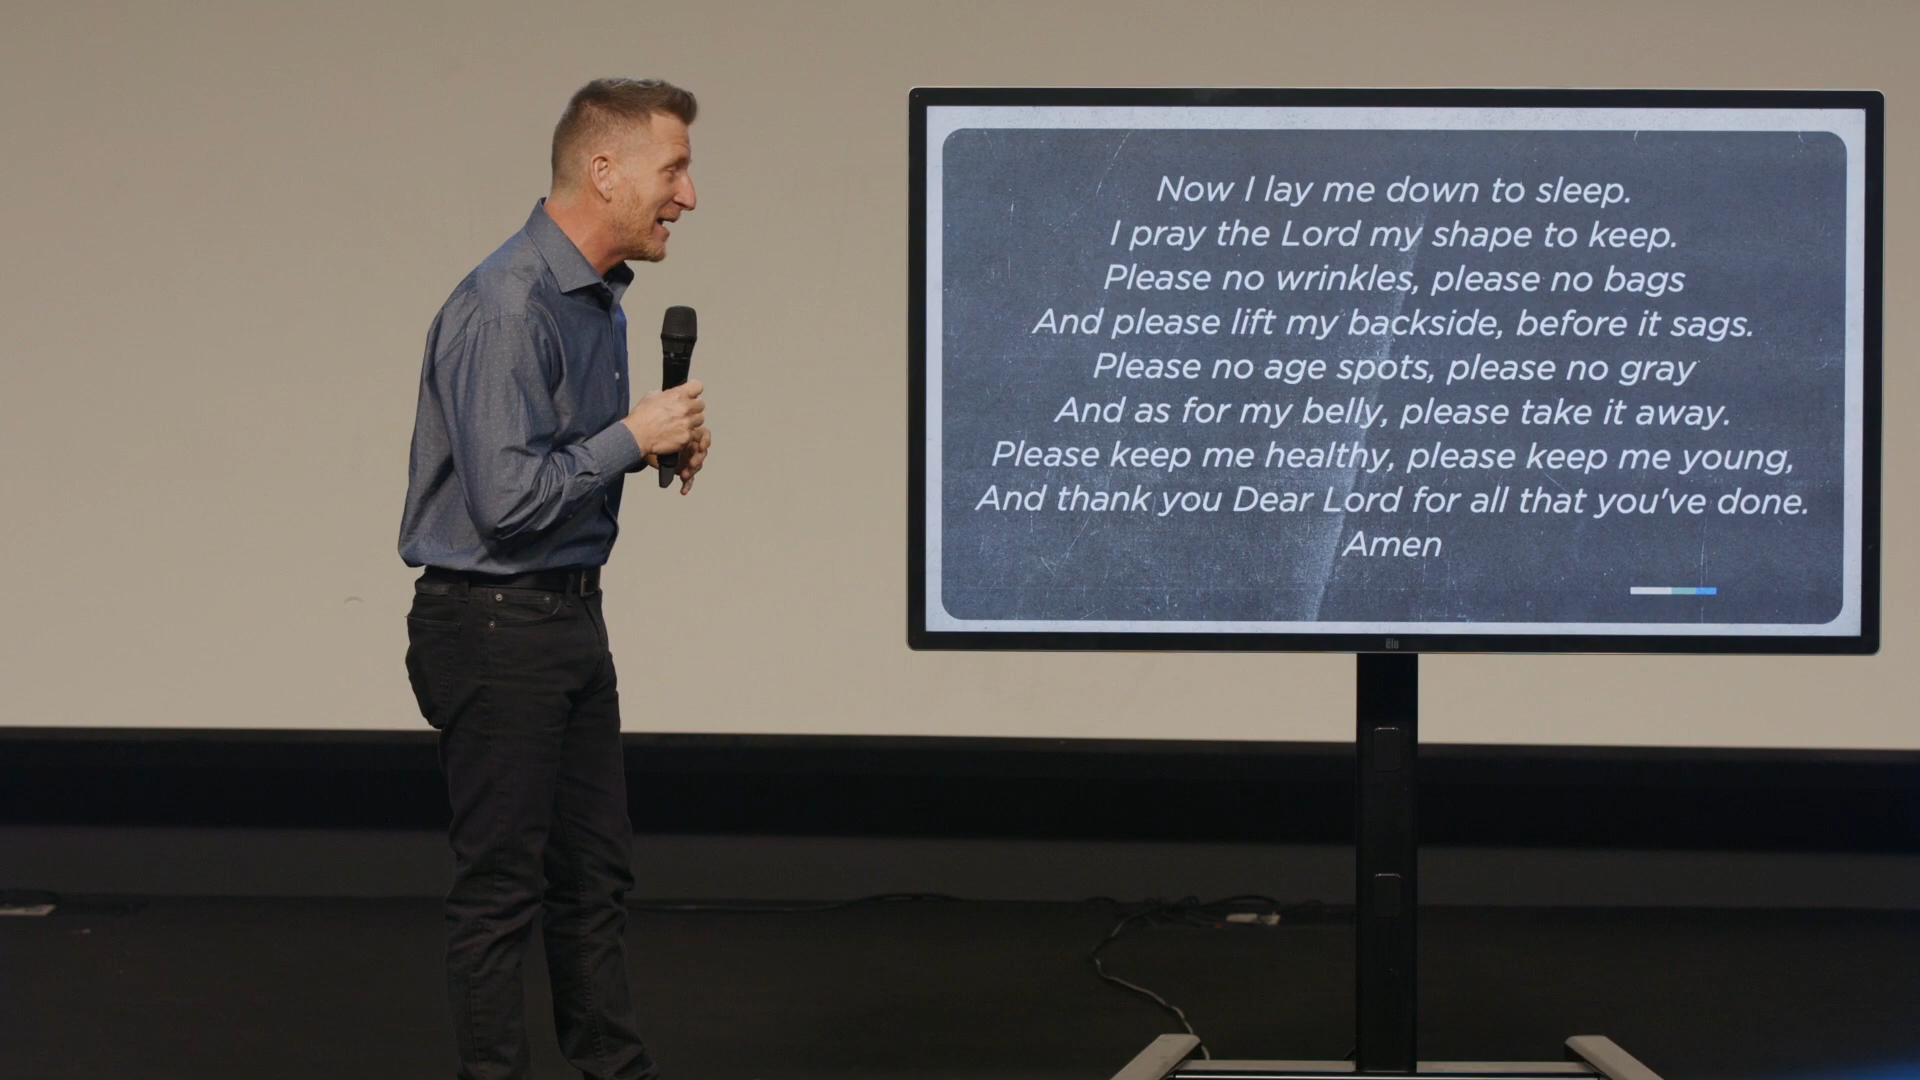 Now I lay me down to sleep.
I pray the Lord my shape to keep.
Please no wrinkles, please no bags
And please lift my backside, before it sags.
Please no age spots, please no gray
And as for my belly, please take it away.
Please keep me healthy, please keep me young,
And thank you Dear Lord for all that you've done.
Amen
elo